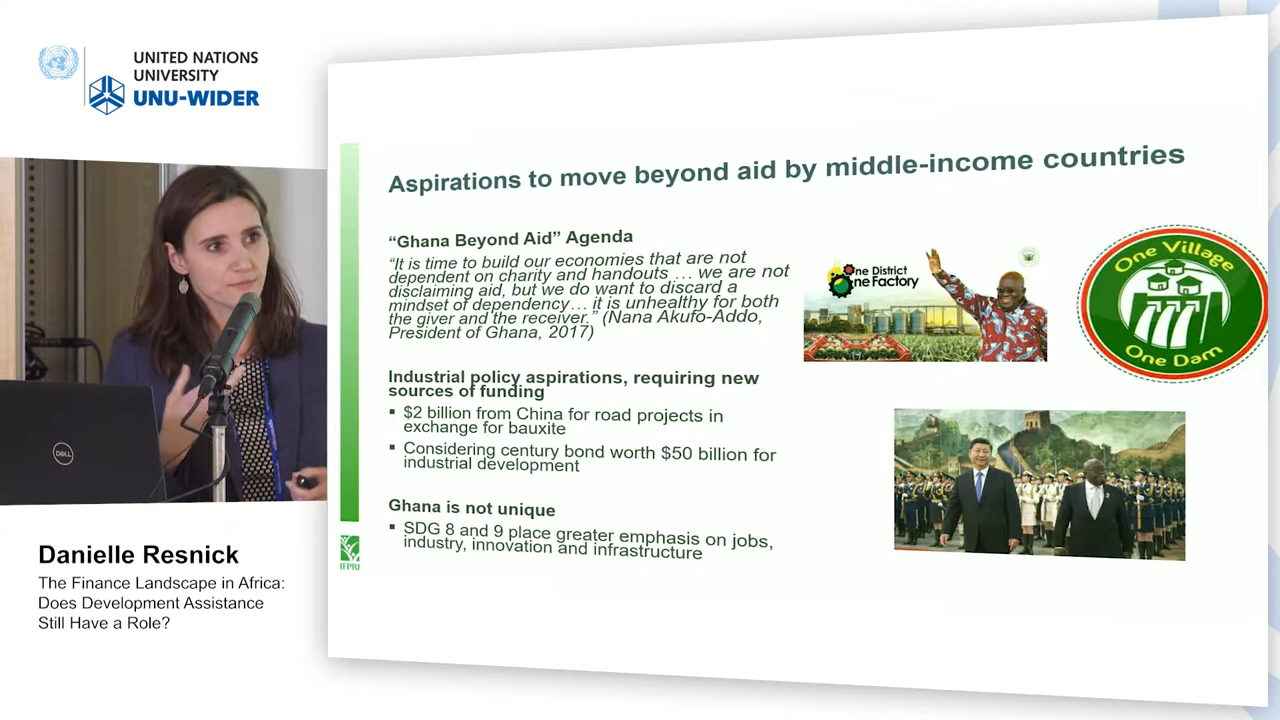 UNITED NATIONS
UNIVERSITY
UNU-WIDER
DELL
Danielle Resnick
The Finance Landscape in Africa:
Does Development Assistance
Still Have a Role?
Aspirations to move beyond aid by middle-income countries
“Ghana Beyond Aid” Agenda
“It is time to build our economies that are not
dependent on charity and handouts … we are not
disclaiming aid, but we do want to discard a
mindset of dependency… it is unhealthy for both
the giver and the receiver.” (Nana Akufo-Addo,
President of Ghana, 2017)
Industrial policy aspirations, requiring new
sources of funding
▪ $2 billion from China for road projects in
exchange for bauxite
▪ Considering century bond worth $50 billion for
industrial development
Ghana is not unique
▪ SDG 8 and 9 place greater emphasis on jobs,
industry, innovation and infrastructure
IFPRI
One District
One Factory
One Village
One Dam